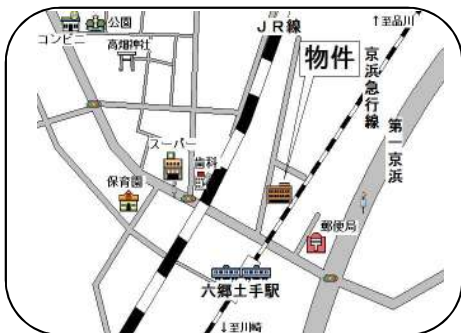 公園
コンビニ
高畑神社
JR線
↑至品川
物件
京浜急行線
第一京浜
スーパー
歯科
保育園
郵便局
六郷土手駅
↓至川崎